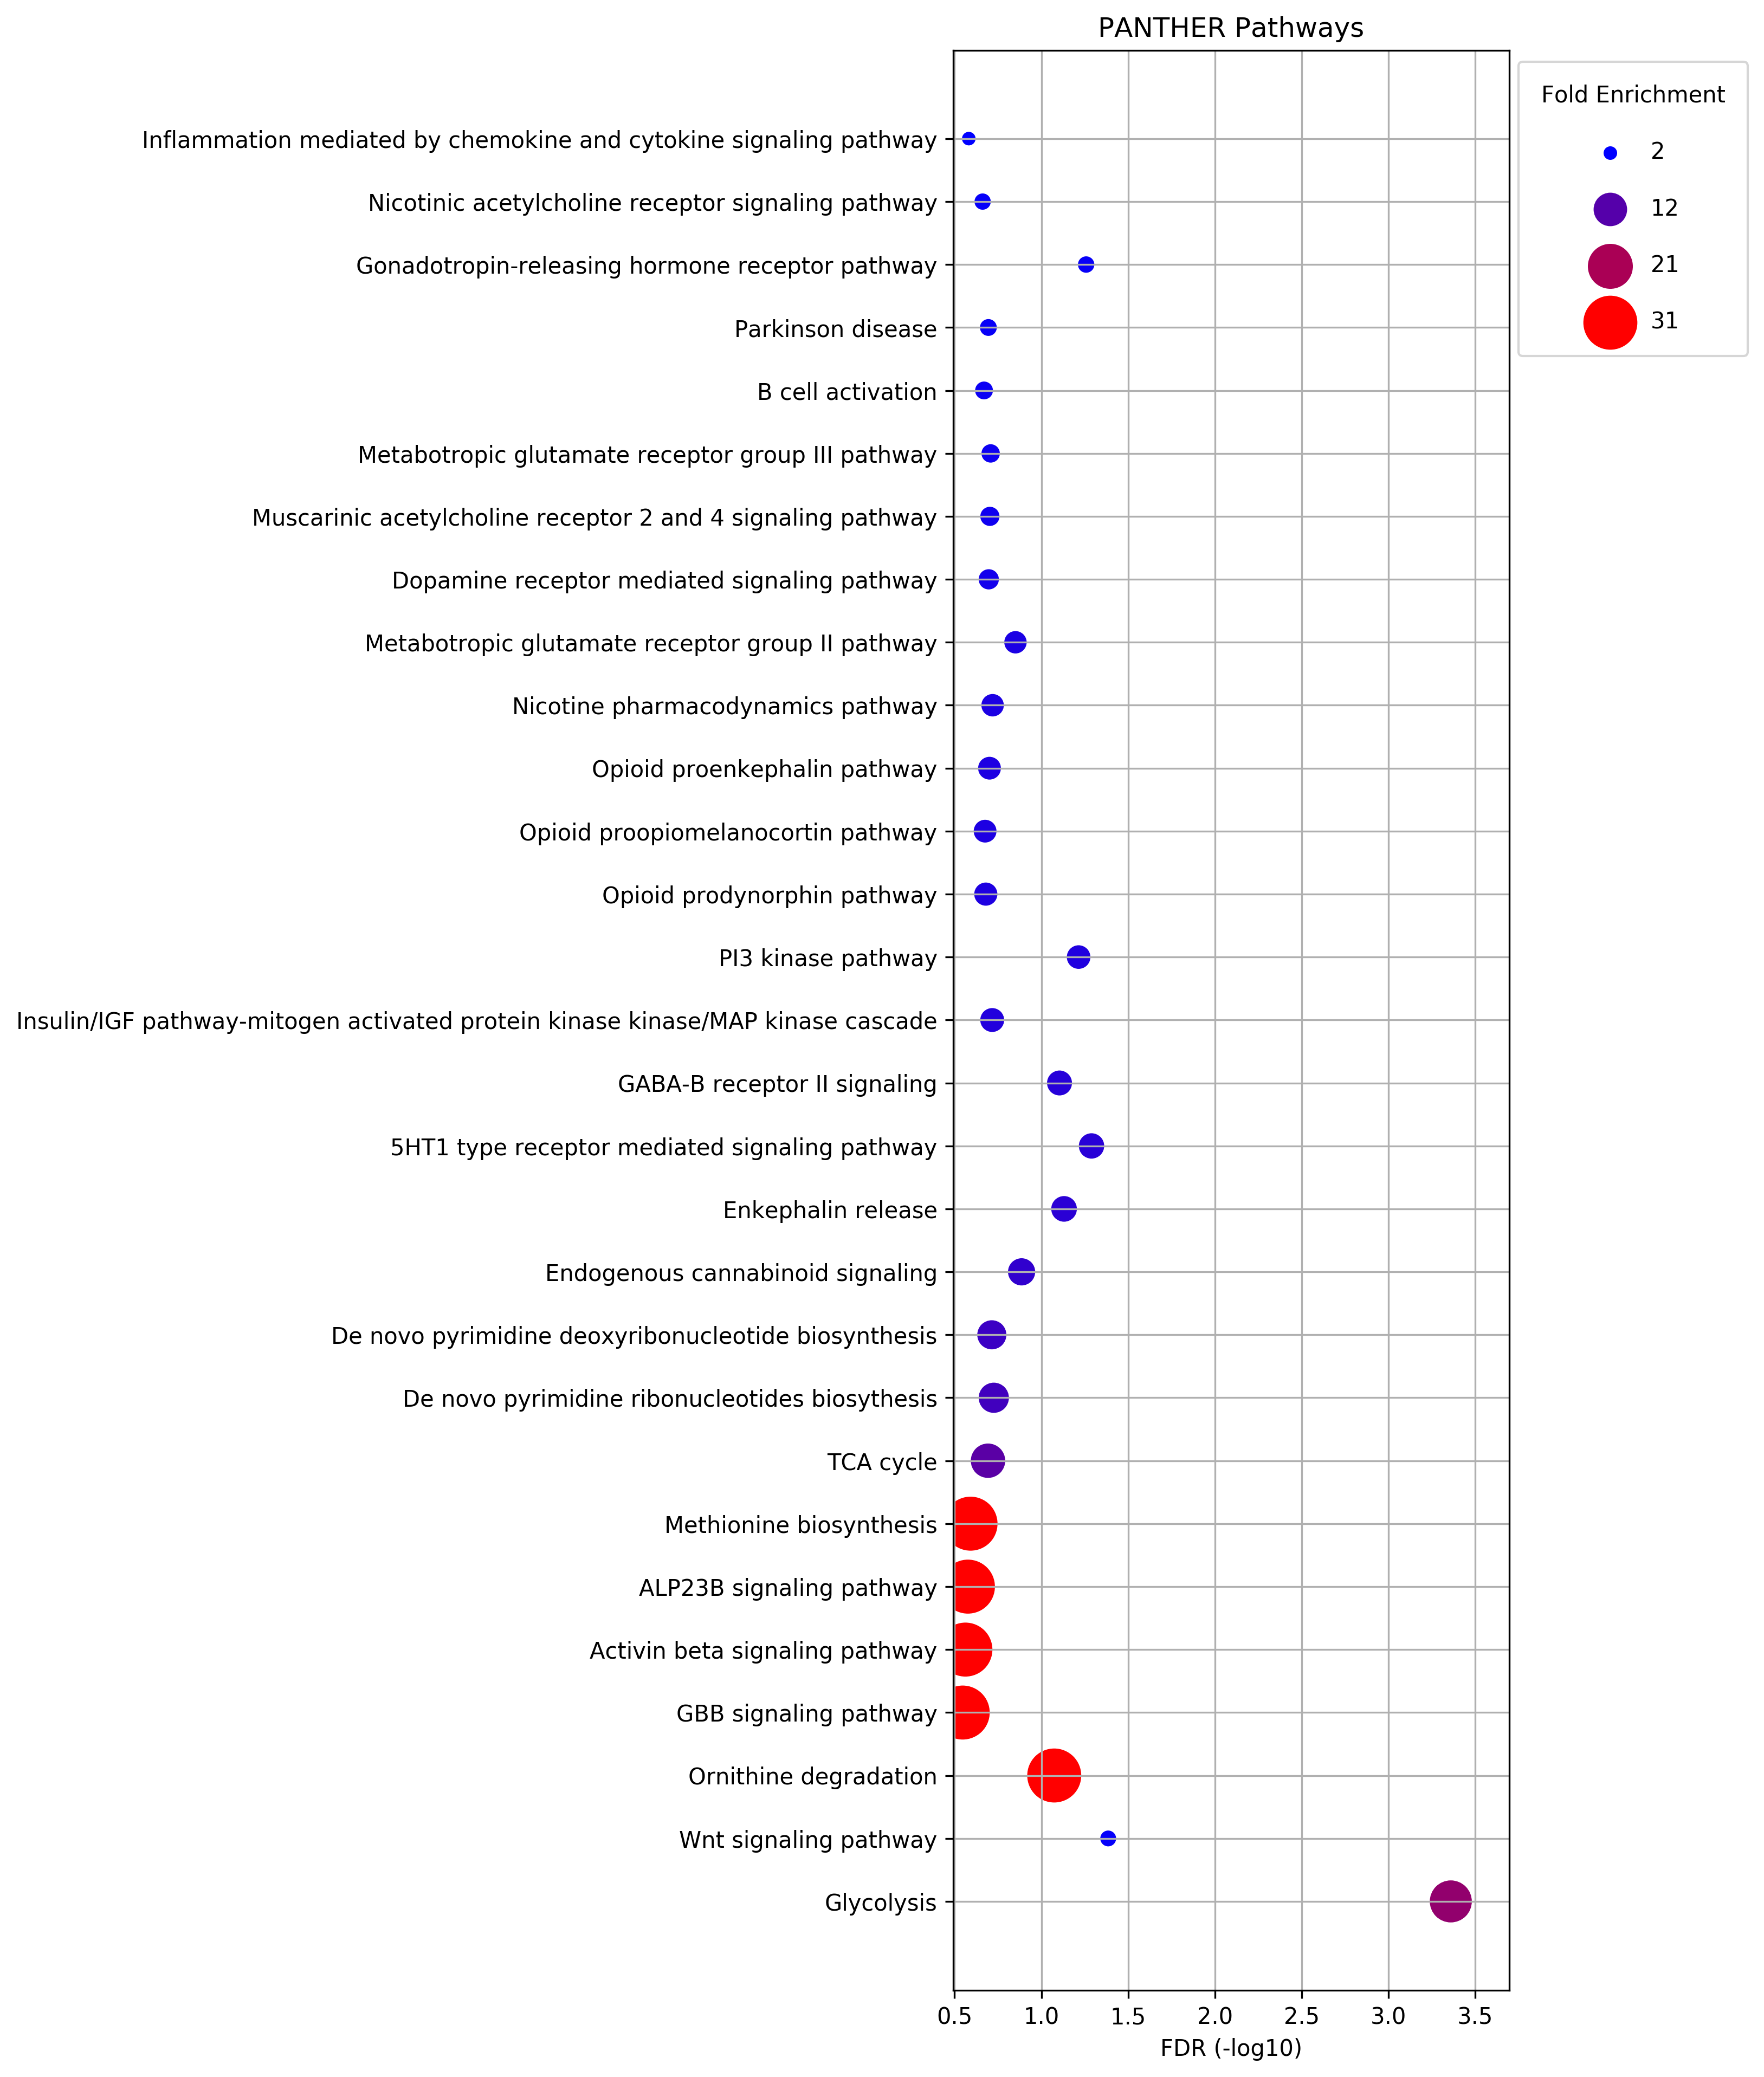 PANTHER Pathways
Fold Enrichment
2
12
21
31
Inflammation mediated by chemokine and cytokine signaling pathway
Nicotinic acetylcholine receptor signaling pathway
Gonadotropin-releasing hormone receptor pathway
Parkinson disease
B cell activation
Metabotropic glutamate receptor group III pathway
Muscarinic acetylcholine receptor 2 and 4 signaling pathway
Dopamine receptor mediated signaling pathway
Metabotropic glutamate receptor group II pathway
Nicotine pharmacodynamics pathway
Opioid proenkephalin pathway
Opioid proopiomelanocortin pathway
Opioid prodynorphin pathway
PI3 kinase pathway
Insulin/IGF pathway-mitogen activated protein kinase kinase/MAP kinase cascade
GABA-B receptor II signaling
5HT1 type receptor mediated signaling pathway
Enkephalin release
Endogenous cannabinoid signaling
De novo pyrimidine deoxyribonucleotide biosynthesis
De novo pyrimidine ribonucleotides biosythesis
TCA cycle
Methionine biosynthesis
ALP23B signaling pathway
Activin beta signaling pathway
GBB signaling pathway
Ornithine degradation
Wnt signaling pathway
Glycolysis
0.5 1.0 1.5 2.0 2.5 3.0 3.5
FDR (-log10)